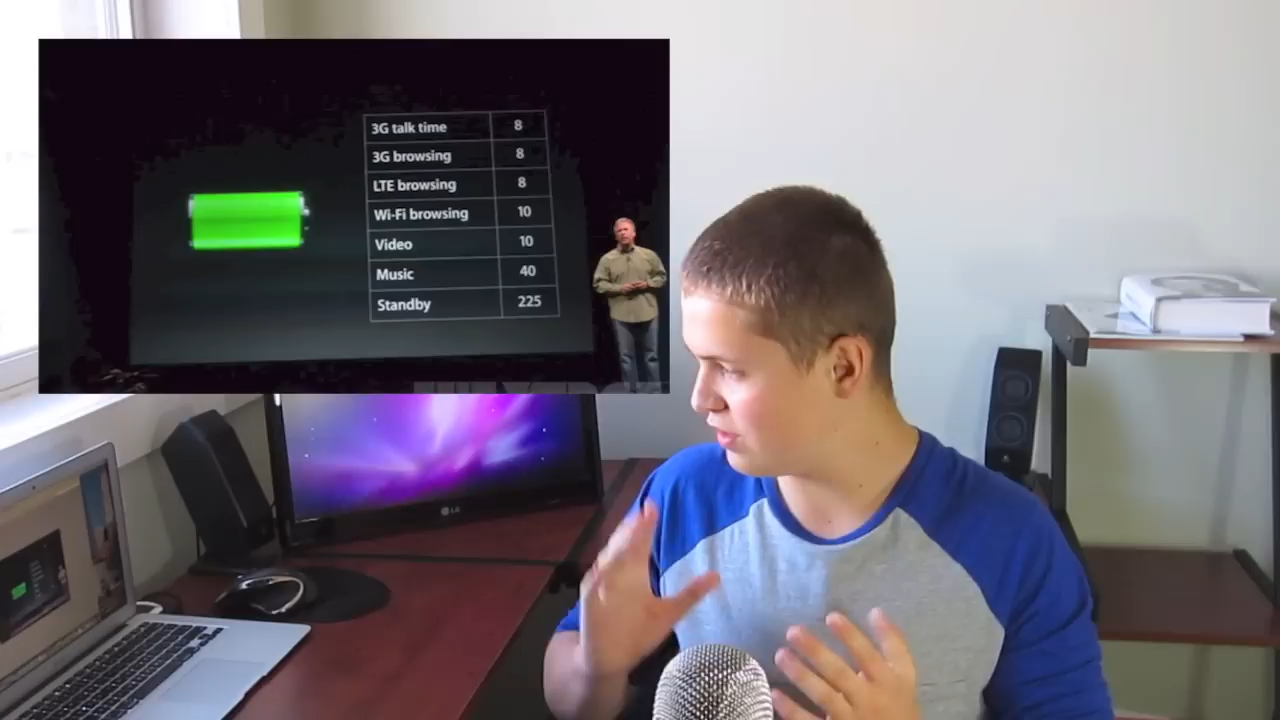 3G talk time 8
3G browsing 8
LTE browsing 8
Wi-Fi browsing 10
Video 10
Music 40
Standby 225
LG